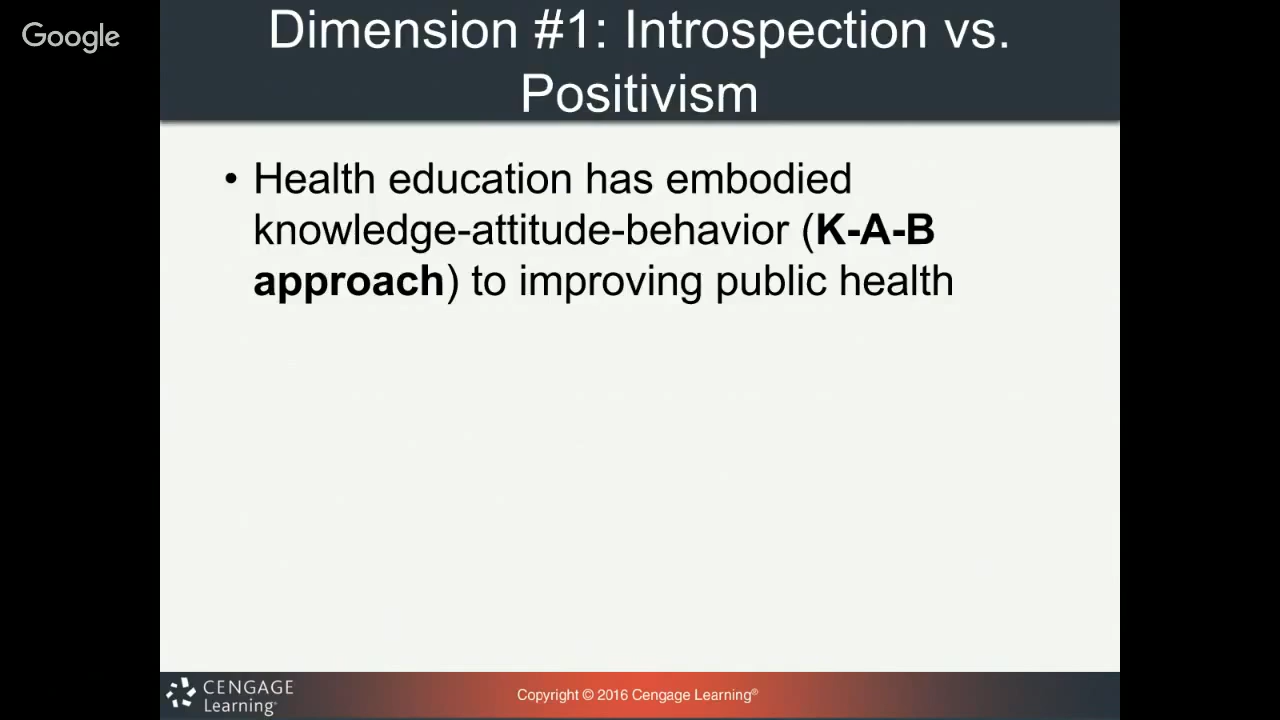 Google
Dimension #1: Introspection vs.
Positivism
• Health education has embodied
knowledge-attitude-behavior (K-A-B
approach) to improving public health
CENGAGE
Learning™
Copyright © 2016 Cengage Learning®